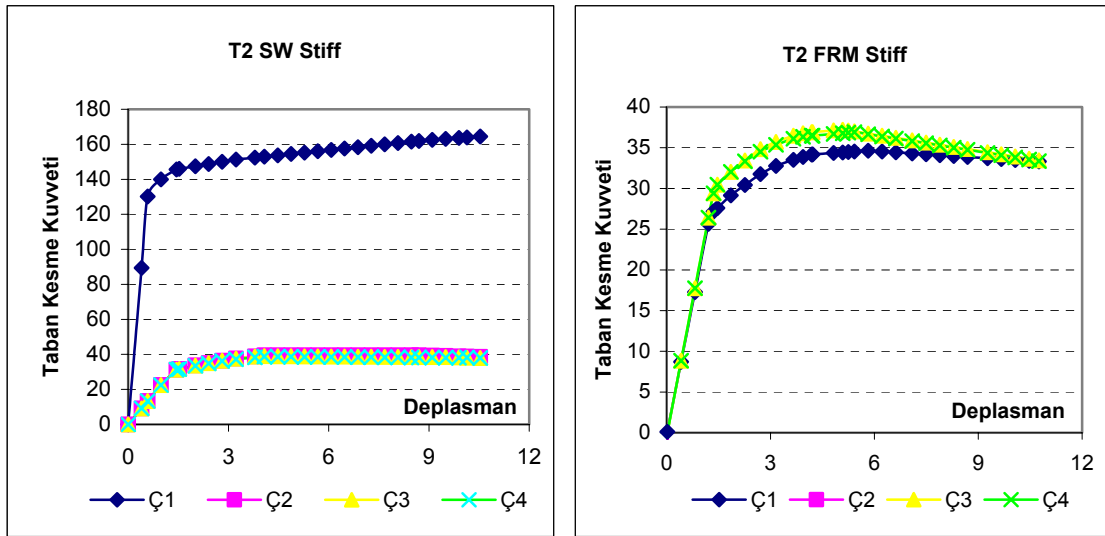 T2 SW Stiff
Taban Kesme Kuvveti
180
160
140
120
100
80
60
40
20
0
Deplasman
0 3 6 9 12
Ç1 Ç2 Ç3 Ç4
T2 FRM Stiff
Taban Kesme Kuvveti
40
35
30
25
20
15
10
5
0
Deplasman
0 3 6 9 12
Ç1 Ç2 Ç3 Ç4